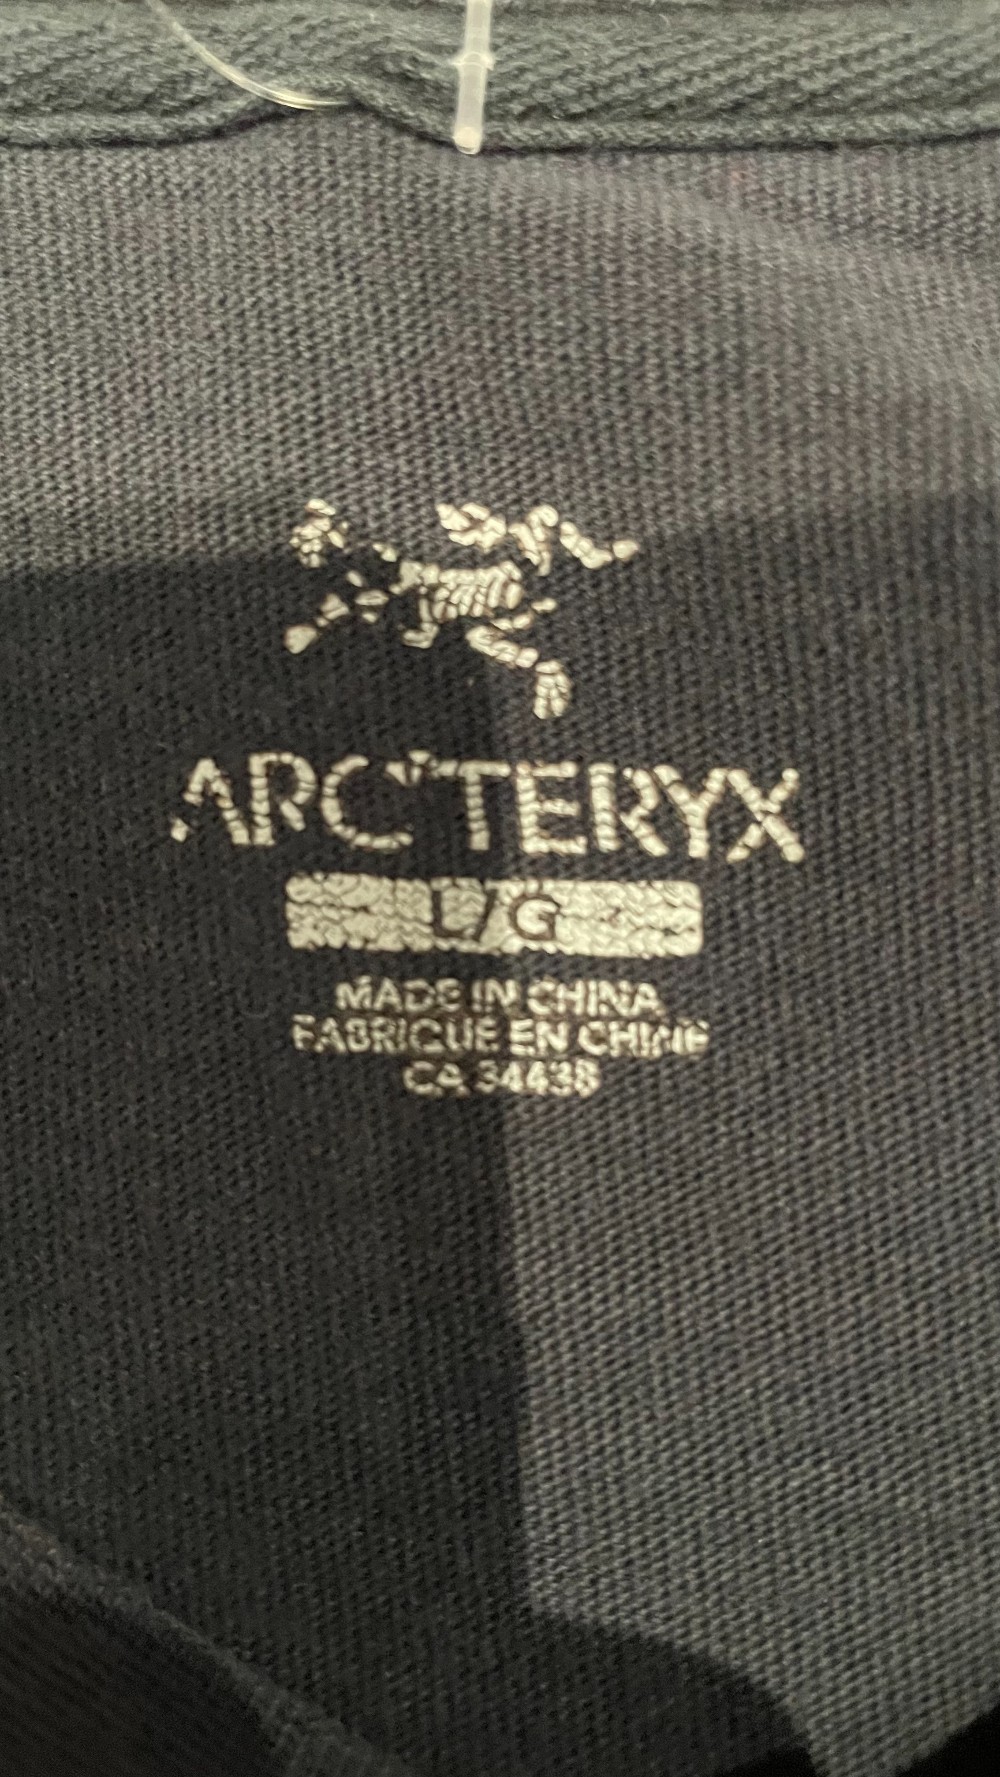 ARC'TERYX
L/G
MADE IN CHINA
FABRIQUE EN CHINE
CA 34438